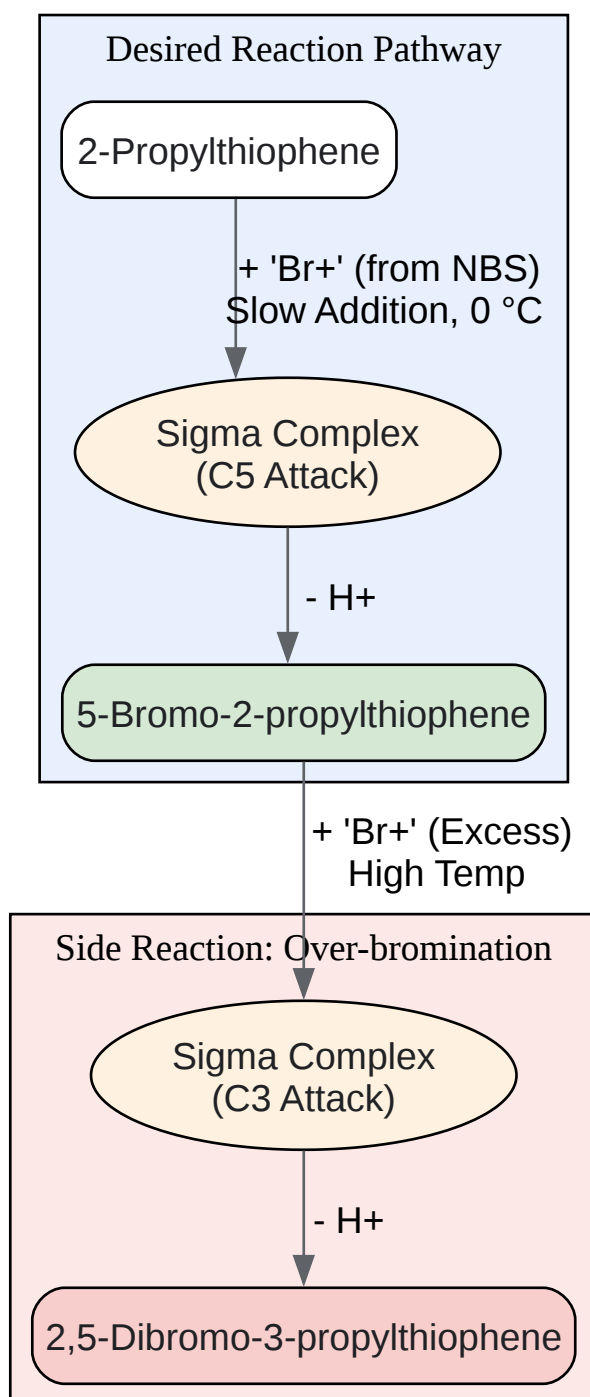 Desired Reaction Pathway
2-Propylthiophene
+ 'Br+' (from NBS)
Slow Addition, 0 °C
Sigma Complex
(C5 Attack)
- H+
5-Bromo-2-propylthiophene
+ 'Br+' (Excess)
High Temp
Side Reaction: Over-bromination
Sigma Complex
(C3 Attack)
- H+
2,5-Dibromo-3-propylthiophene